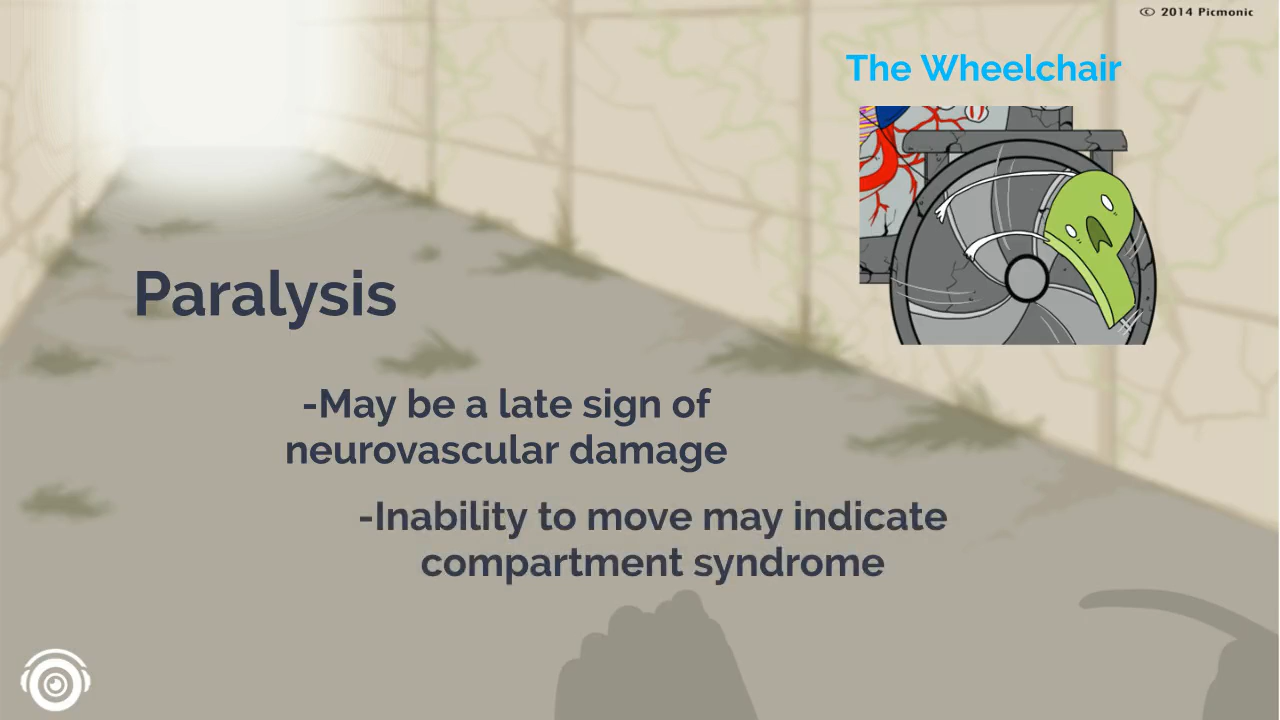 © 2014 Picmonic
The Wheelchair
Paralysis
-May be a late sign of
neurovascular damage
-Inability to move may indicate
compartment syndrome